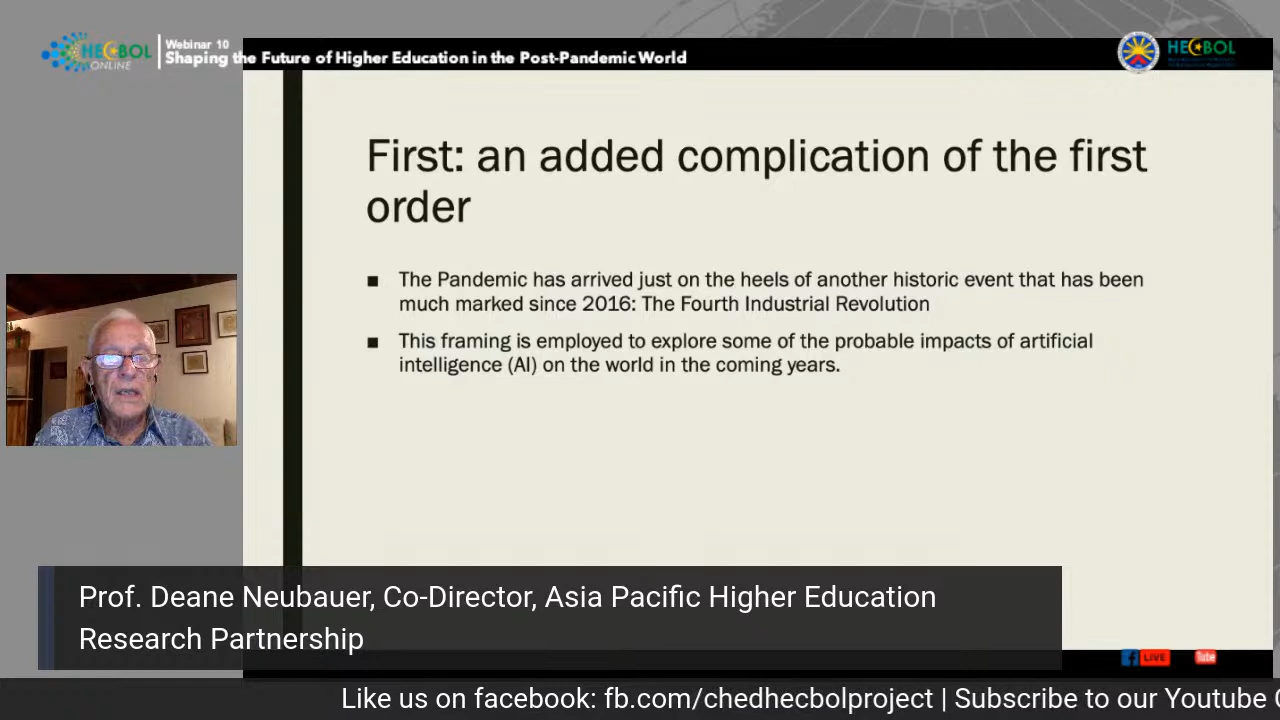 HECBOL
ONLINE
Webinar 10
Shaping the Future of Higher Education in the Post-Pandemic World
HECBOL
First: an added complication of the first
order
■ The Pandemic has arrived just on the heels of another historic event that has been
much marked since 2016: The Fourth Industrial Revolution
■ This framing is employed to explore some of the probable impacts of artificial
intelligence (AI) on the world in the coming years.
Prof. Deane Neubauer, Co-Director, Asia Pacific Higher Education
Research Partnership
LIVE
Tube
Like us on facebook: fb.com/chedhecbolproject | Subscribe to our Youtube